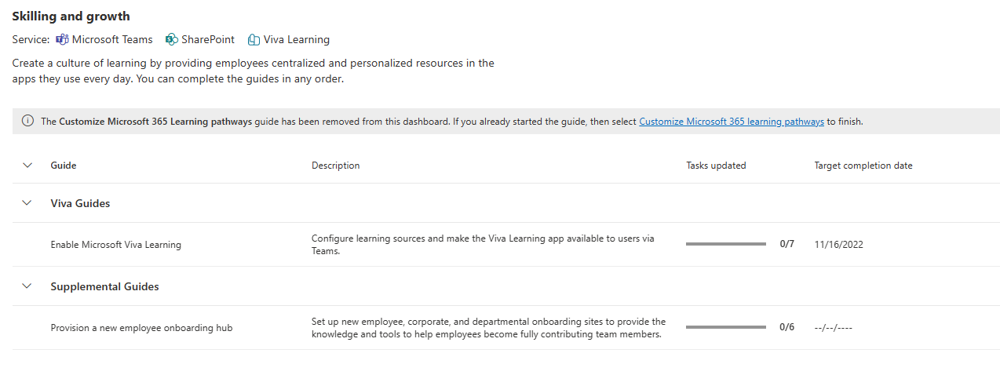 Skilling and growth
Service: Microsoft Teams SharePoint Viva Learning
Create a culture of learning by providing employees centralized and personalized resources in the
apps they use every day. You can complete the guides in any order.
The Customize Microsoft 365 Learning pathways guide has been removed from this dashboard. If you already started the guide, then select Customize Microsoft 365 learning pathways to finish.
Guide Description Tasks updated Target completion date
Viva Guides
Enable Microsoft Viva Learning
Configure learning sources and make the Viva Learning app available to users via
Teams.
0/7 11/16/2022
Supplemental Guides
Provision a new employee onboarding hub
Set up new employee, corporate, and departmental onboarding sites to provide the
knowledge and tools to help employees become fully contributing team members.
0/6 --/--/----